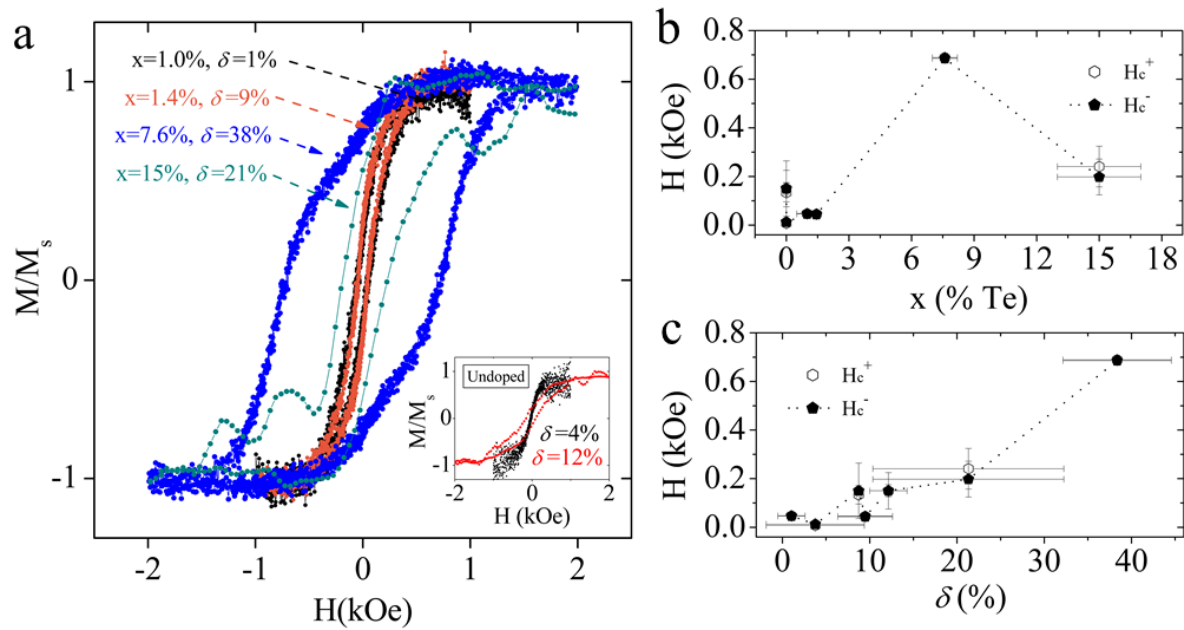 a
x=1.0%, δ=1%
x=1.4%, δ=9%
x=7.6%, δ=38%
x=15%, δ=21%
M/Ms
1
0
-1
-2
-1
0
1
2
H(kOe)
Undoped
M/Ms
1
0
-1
δ=4%
δ=12%
-2
0
2
H (kOe)
b
H (kOe)
0.8
0.6
0.4
0.2
0.0
Hc+
Hc-
0
3
6
9
12
15
18
x (% Te)
c
H (kOe)
0.8
0.6
0.4
0.2
0.0
Hc+
Hc-
0
10
20
30
40
δ (%)